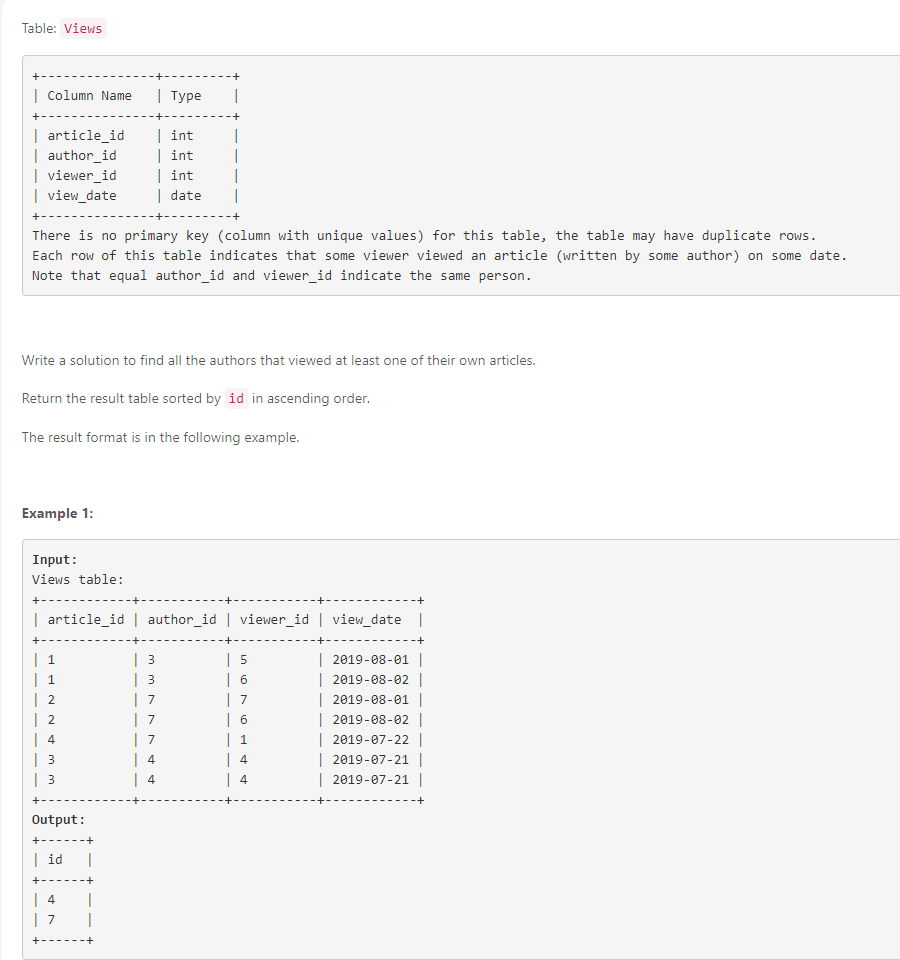 Table: Views
+---------------+---------+
| Column Name   | Type    |
+---------------+---------+
| article_id    | int     |
| author_id     | int     |
| viewer_id     | int     |
| view_date     | date    |
+---------------+---------+
There is no primary key (column with unique values) for this table, the table may have duplicate rows.
Each row of this table indicates that some viewer viewed an article (written by some author) on some date.
Note that equal author_id and viewer_id indicate the same person.
Write a solution to find all the authors that viewed at least one of their own articles.
Return the result table sorted by id in ascending order.
The result format is in the following example.
Example 1:
Input:
Views table:
+------------+-----------+-----------+------------+
| article_id | author_id | viewer_id | view_date  |
+------------+-----------+-----------+------------+
| 1          | 3         | 5         | 2019-08-01 |
| 1          | 3         | 6         | 2019-08-02 |
| 2          | 7         | 7         | 2019-08-01 |
| 2          | 7         | 6         | 2019-08-02 |
| 4          | 7         | 1         | 2019-07-22 |
| 3          | 4         | 4         | 2019-07-21 |
| 3          | 4         | 4         | 2019-07-21 |
+------------+-----------+-----------+------------+
Output:
+------+
| id   |
+------+
| 4    |
| 7    |
+------+